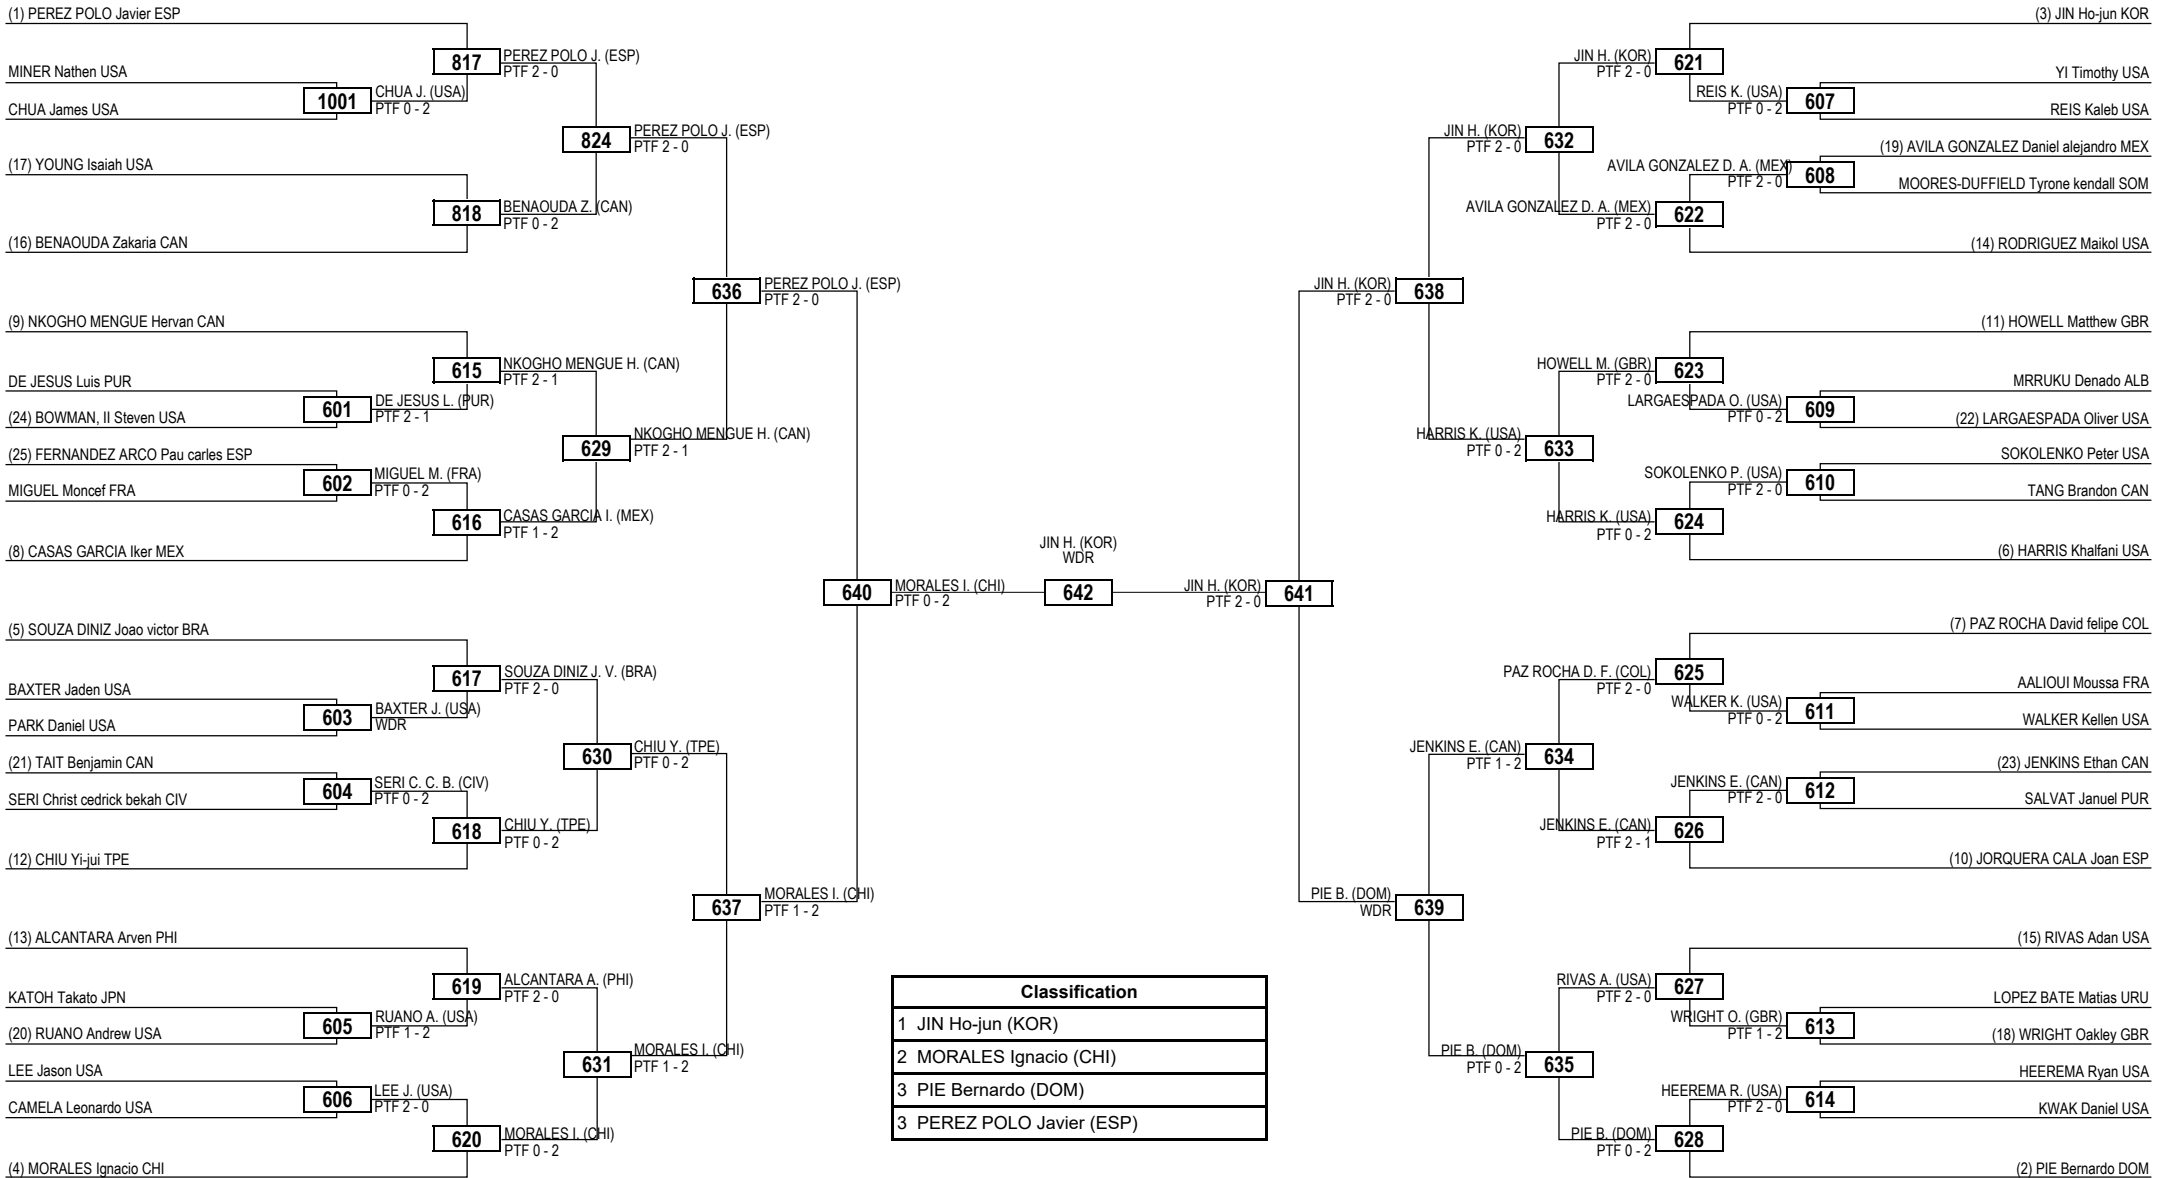 (1) PEREZ POLO Javier ESP
MINER Nathen USA
CHUA James USA
(17) YOUNG Isaiah USA
(16) BENAOUDA Zakaria CAN
(9) NKOGHO MENGUE Hervan CAN
DE JESUS Luis PUR
(24) BOWMAN, II Steven USA
(25) FERNANDEZ ARCO Pau carles ESP
MIGUEL Moncef FRA
(8) CASAS GARCIA Iker MEX
(5) SOUZA DINIZ Joao victor BRA
BAXTER Jaden USA
PARK Daniel USA
(21) TAIT Benjamin CAN
SERI Christ cedrick bekah CIV
(12) CHIU Yi-jui TPE
(13) ALCANTARA Arven PHI
KATOH Takato JPN
(20) RUANO Andrew USA
LEE Jason USA
CAMELA Leonardo USA
(4) MORALES Ignacio CHI
1001
CHUA J. (USA)
PTF 0 - 2
601
DE JESUS L. (PUR)
PTF 2 - 1
602
MIGUEL M. (FRA)
PTF 0 - 2
603
BAXTER J. (USA)
WDR
604
SERI C. C. B. (CIV)
PTF 0 - 2
605
RUANO A. (USA)
PTF 1 - 2
606
LEE J. (USA)
PTF 2 - 0
817
PEREZ POLO J. (ESP)
PTF 2 - 0
818
BENAOUDA Z. (CAN)
PTF 0 - 2
615
NKOGHO MENGUE H. (CAN)
PTF 2 - 1
616
CASAS GARCIA I. (MEX)
PTF 1 - 2
617
SOUZA DINIZ J. V. (BRA)
PTF 2 - 0
618
CHIU Y. (TPE)
PTF 0 - 2
619
ALCANTARA A. (PHI)
PTF 2 - 0
620
MORALES I. (CHI)
PTF 0 - 2
824
PEREZ POLO J. (ESP)
PTF 2 - 0
629
NKOGHO MENGUE H. (CAN)
PTF 2 - 1
630
CHIU Y. (TPE)
PTF 0 - 2
631
MORALES I. (CHI)
PTF 1 - 2
636
PEREZ POLO J. (ESP)
PTF 2 - 0
637
MORALES I. (CHI)
PTF 1 - 2
640
MORALES I. (CHI)
PTF 0 - 2
JIN H. (KOR)
WDR
642
JIN H. (KOR)
PTF 2 - 0
641
JIN H. (KOR)
PTF 2 - 0
638
PIE B. (DOM)
WDR
639
JIN H. (KOR)
PTF 2 - 0
632
HARRIS K. (USA)
PTF 0 - 2
633
JENKINS E. (CAN)
PTF 1 - 2
634
PIE B. (DOM)
PTF 0 - 2
635
JIN H. (KOR)
PTF 2 - 0
621
AVILA GONZALEZ D. A. (MEX)
PTF 2 - 0
622
HOWELL M. (GBR)
PTF 2 - 0
623
HARRIS K. (USA)
PTF 0 - 2
624
PAZ ROCHA D. F. (COL)
PTF 2 - 0
625
JENKINS E. (CAN)
PTF 2 - 1
626
RIVAS A. (USA)
PTF 2 - 0
627
PIE B. (DOM)
PTF 0 - 2
628
REIS K. (USA)
PTF 0 - 2
607
AVILA GONZALEZ D. A. (MEX)
PTF 2 - 0
608
LARGAESPADA O. (USA)
PTF 0 - 2
609
SOKOLENKO P. (USA)
PTF 2 - 0
610
WALKER K. (USA)
PTF 0 - 2
611
JENKINS E. (CAN)
PTF 2 - 0
612
WRIGHT O. (GBR)
PTF 1 - 2
613
HEEREMA R. (USA)
PTF 2 - 0
614
(3) JIN Ho-jun KOR
YI Timothy USA
REIS Kaleb USA
(19) AVILA GONZALEZ Daniel alejandro MEX
MOORES-DUFFIELD Tyrone kendall SOM
(14) RODRIGUEZ Maikol USA
(11) HOWELL Matthew GBR
MRRUKU Denado ALB
(22) LARGAESPADA Oliver USA
SOKOLENKO Peter USA
TANG Brandon CAN
(6) HARRIS Khalfani USA
(7) PAZ ROCHA David felipe COL
AALIOUI Moussa FRA
WALKER Kellen USA
(23) JENKINS Ethan CAN
SALVAT Januel PUR
(10) JORQUERA CALA Joan ESP
(15) RIVAS Adan USA
LOPEZ BATE Matias URU
(18) WRIGHT Oakley GBR
HEEREMA Ryan USA
KWAK Daniel USA
(2) PIE Bernardo DOM
Classification
1 JIN Ho-jun (KOR)
2 MORALES Ignacio (CHI)
3 PIE Bernardo (DOM)
3 PEREZ POLO Javier (ESP)